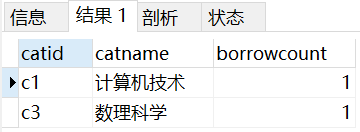 信息 结果 1 剖析 状态
catid catname borrowcount
c1 计算机技术 1
c3 数理科学 1